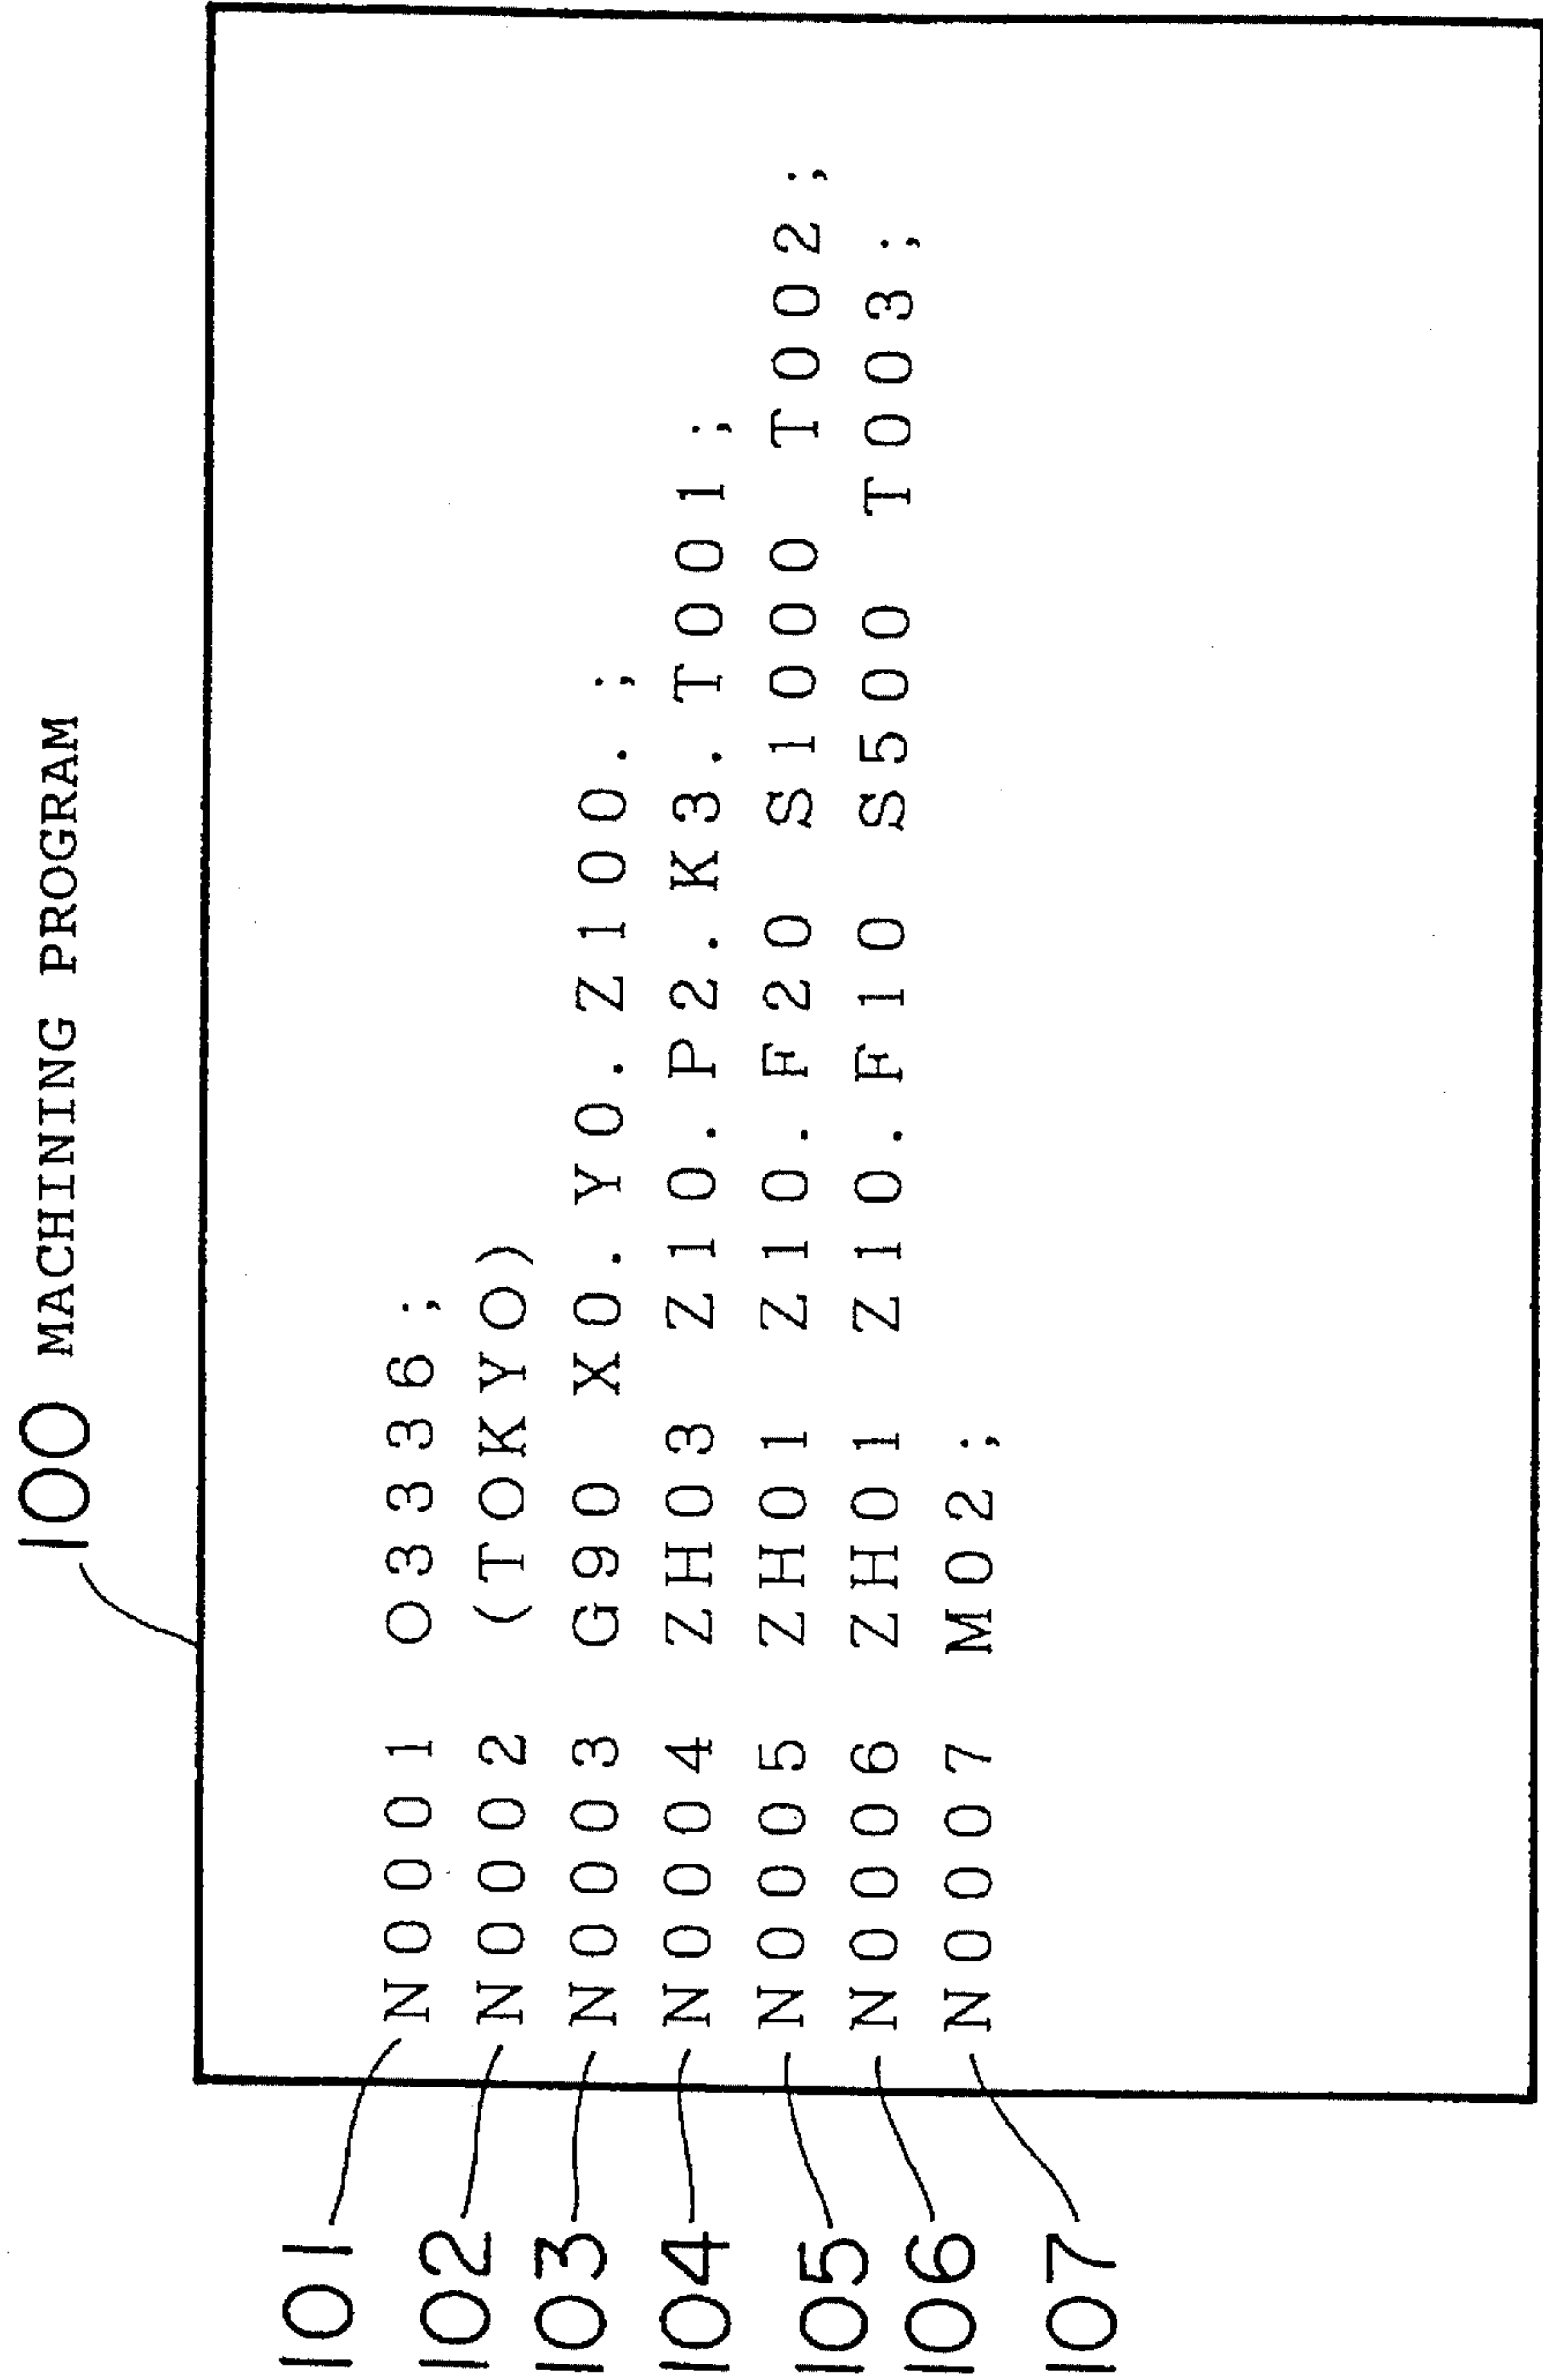 100 MACHINING PROGRAM
101 N0001 O3336;
102 N0002 (TOKYO)
103 N0003 G90 X0.Y0.Z100.;
104 N0004 ZH03 Z10.P2.K3.T001;
105 N0005 ZH01 Z10.F20 S1000 T002;
106 N0006 ZH01 Z10.F10 S500 T003;
107 N0007 M02;